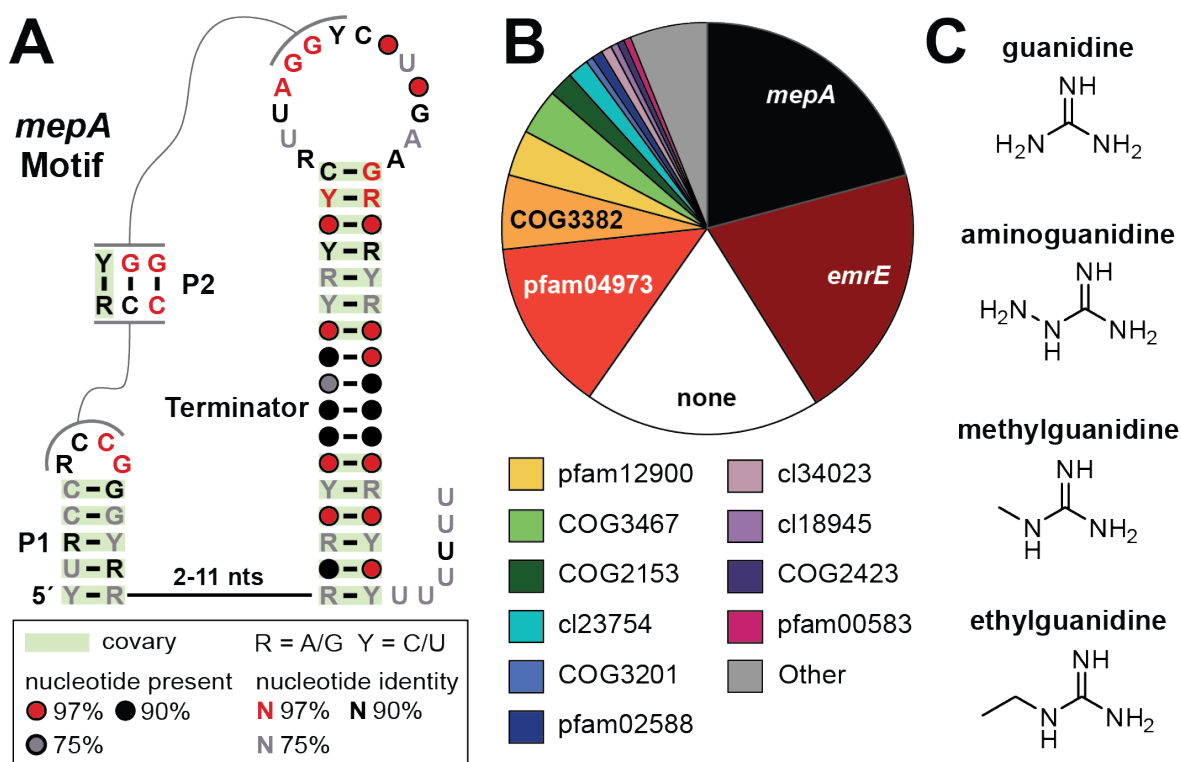 A
mepA
Motif
A G G Y C
U
G
A
A
U
U
R
C - G
Y - R
Y - R
R - Y
Y - R
Y G G
R C C
P2
Terminator
Y - R
R - Y
R - Y U U
U
U
U
U
R C C G
C - G
C - G
P1 R - Y
U - R
5´ Y - R
2-11 nts
covary
R = A/G Y = C/U
nucleotide present
97% 90%
75%
nucleotide identity
N 97% N 90%
N 75%
B
mepA
emrE
none
pfam04973
COG3382
pfam12900
COG3467
COG2153
cl23754
COG3201
pfam02588
cl34023
cl18945
COG2423
pfam00583
Other
C
guanidine
NH
H2N NH2
aminoguanidine
NH
H2N N NH2
H
methylguanidine
NH
N NH2
H
ethylguanidine
NH
N NH2
H